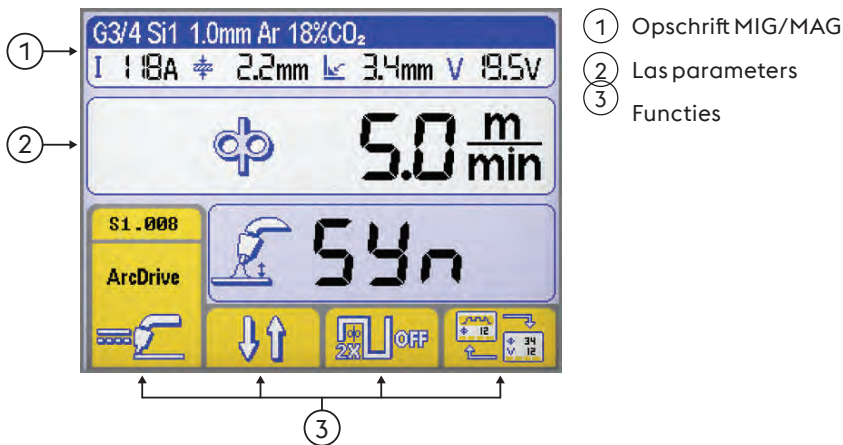 G3/4 Si1 1.0mm Ar 18%CO₂
I 118A 2.2mm 3.4mm V 19.5V
5.0 m/min
S1.008
ArcDrive
Syn
2X OFF
12
34
V 12
1
2
3
1 Opschrift MIG/MAG
2 Las parameters
3 Functies